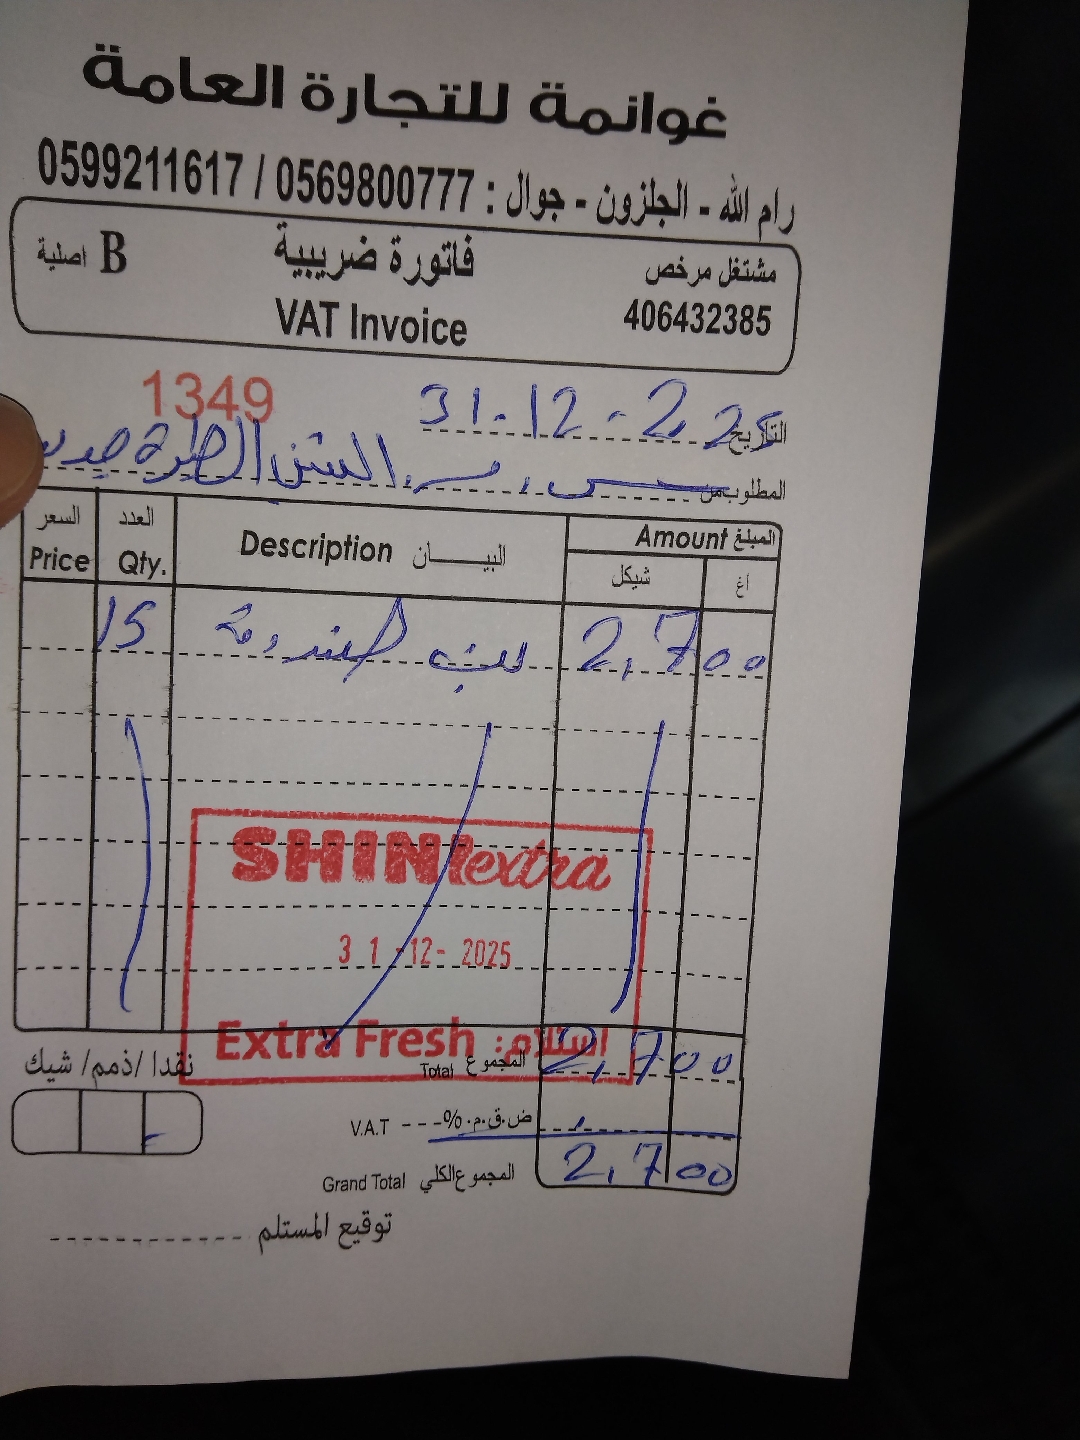 غوانمة للتجارة العامة
رام الله - الجلزون - جوال : 0569800777 / 0599211617
مشتغل مرخص
406432385
فاتورة ضريبية
VAT Invoice
B اصلية
1349
التاريخ 31-12-2025
المطلوب من
السعر Price
العدد Qty.
البيـــــان Description
المبلغ Amount
شيكل
أغ
15
2,700
SHINI extra
31-12-2025
Extra Fresh استلام:
المجموع Total 2,700
ض.ق.م.% V.A.T
المجموع الكلي Grand Total 2,700
نقدا /ذمم/ شيك
توقيع المستلم